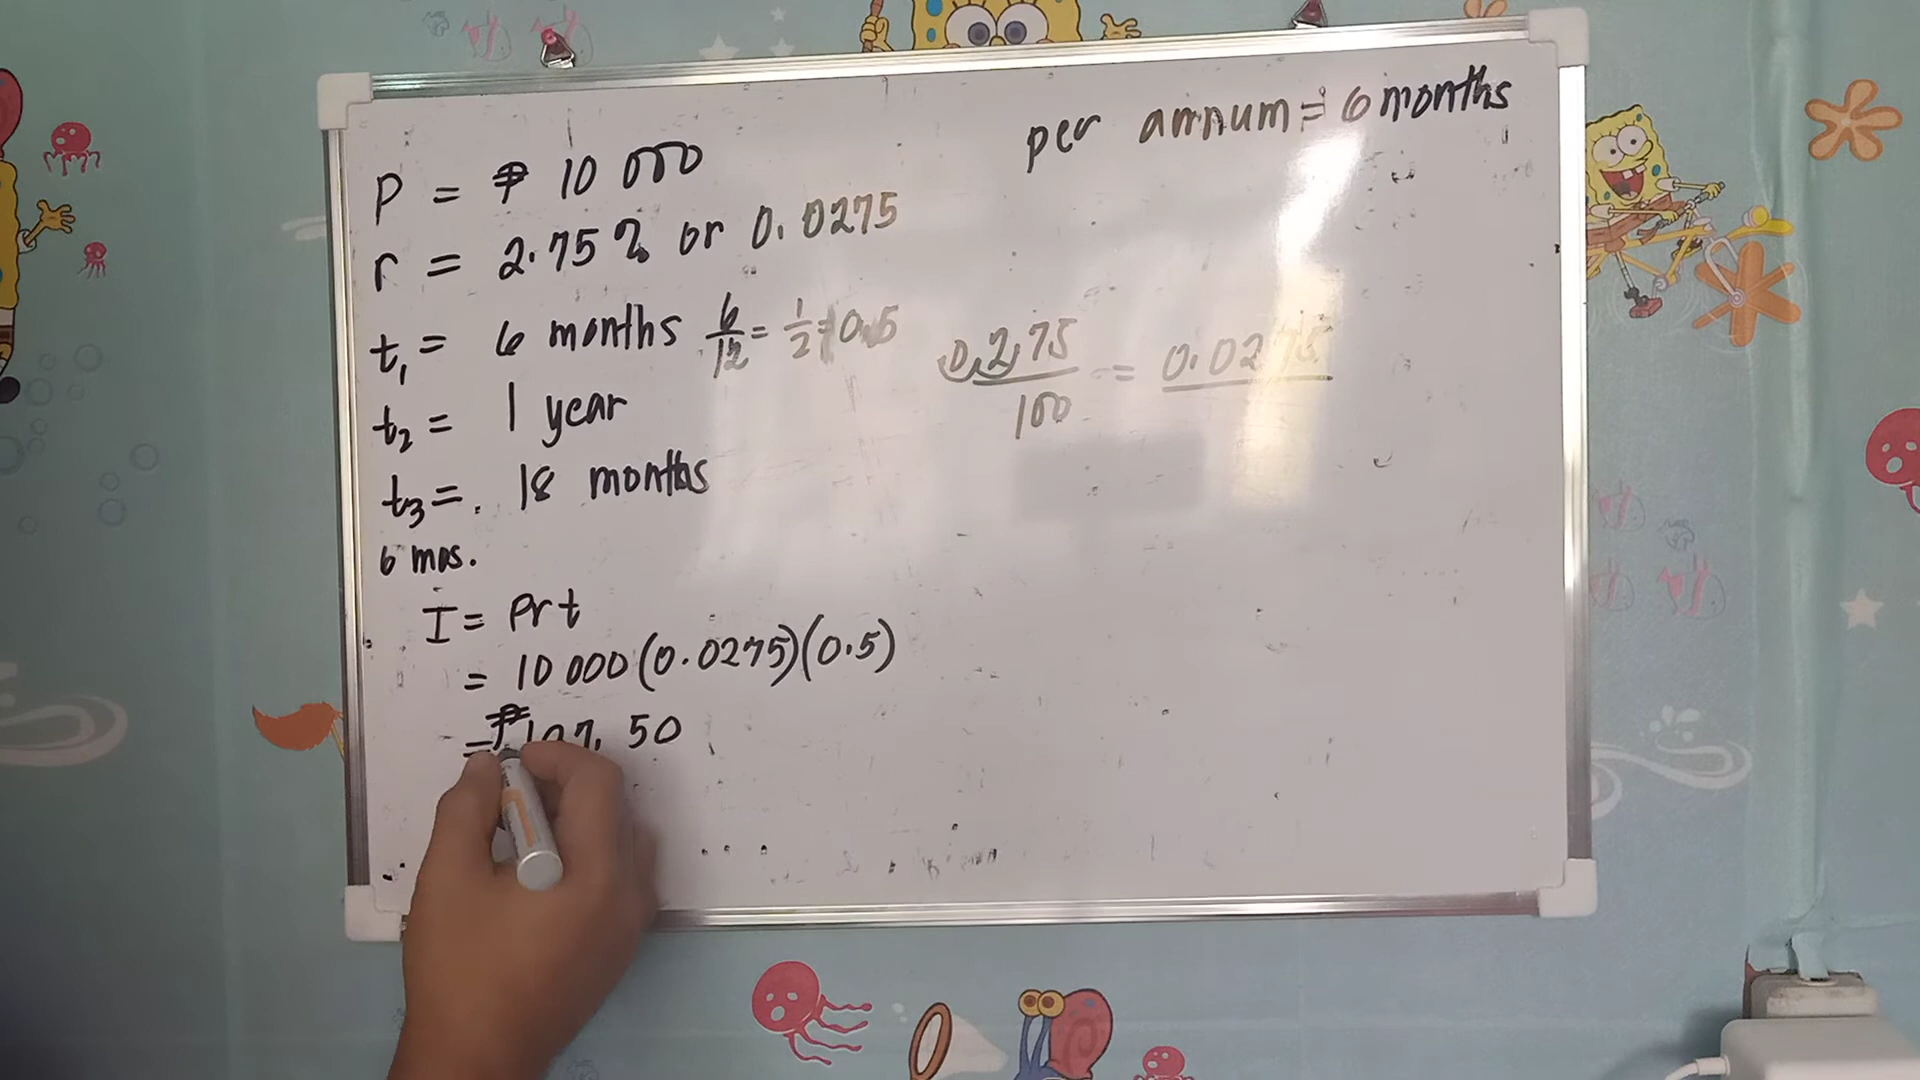 per annum = 6 months
P = ₱ 10 000
r = 2.75 % or 0.0275
t₁ = 6 months 6/12 = 1/2 = 0.5
0.2.75/100 = 0.0275
t₂ = 1 year
t₃ = 18 months
6 mos.
I = Prt
= 10 000 (0.0275)(0.5)
= ₱ 50